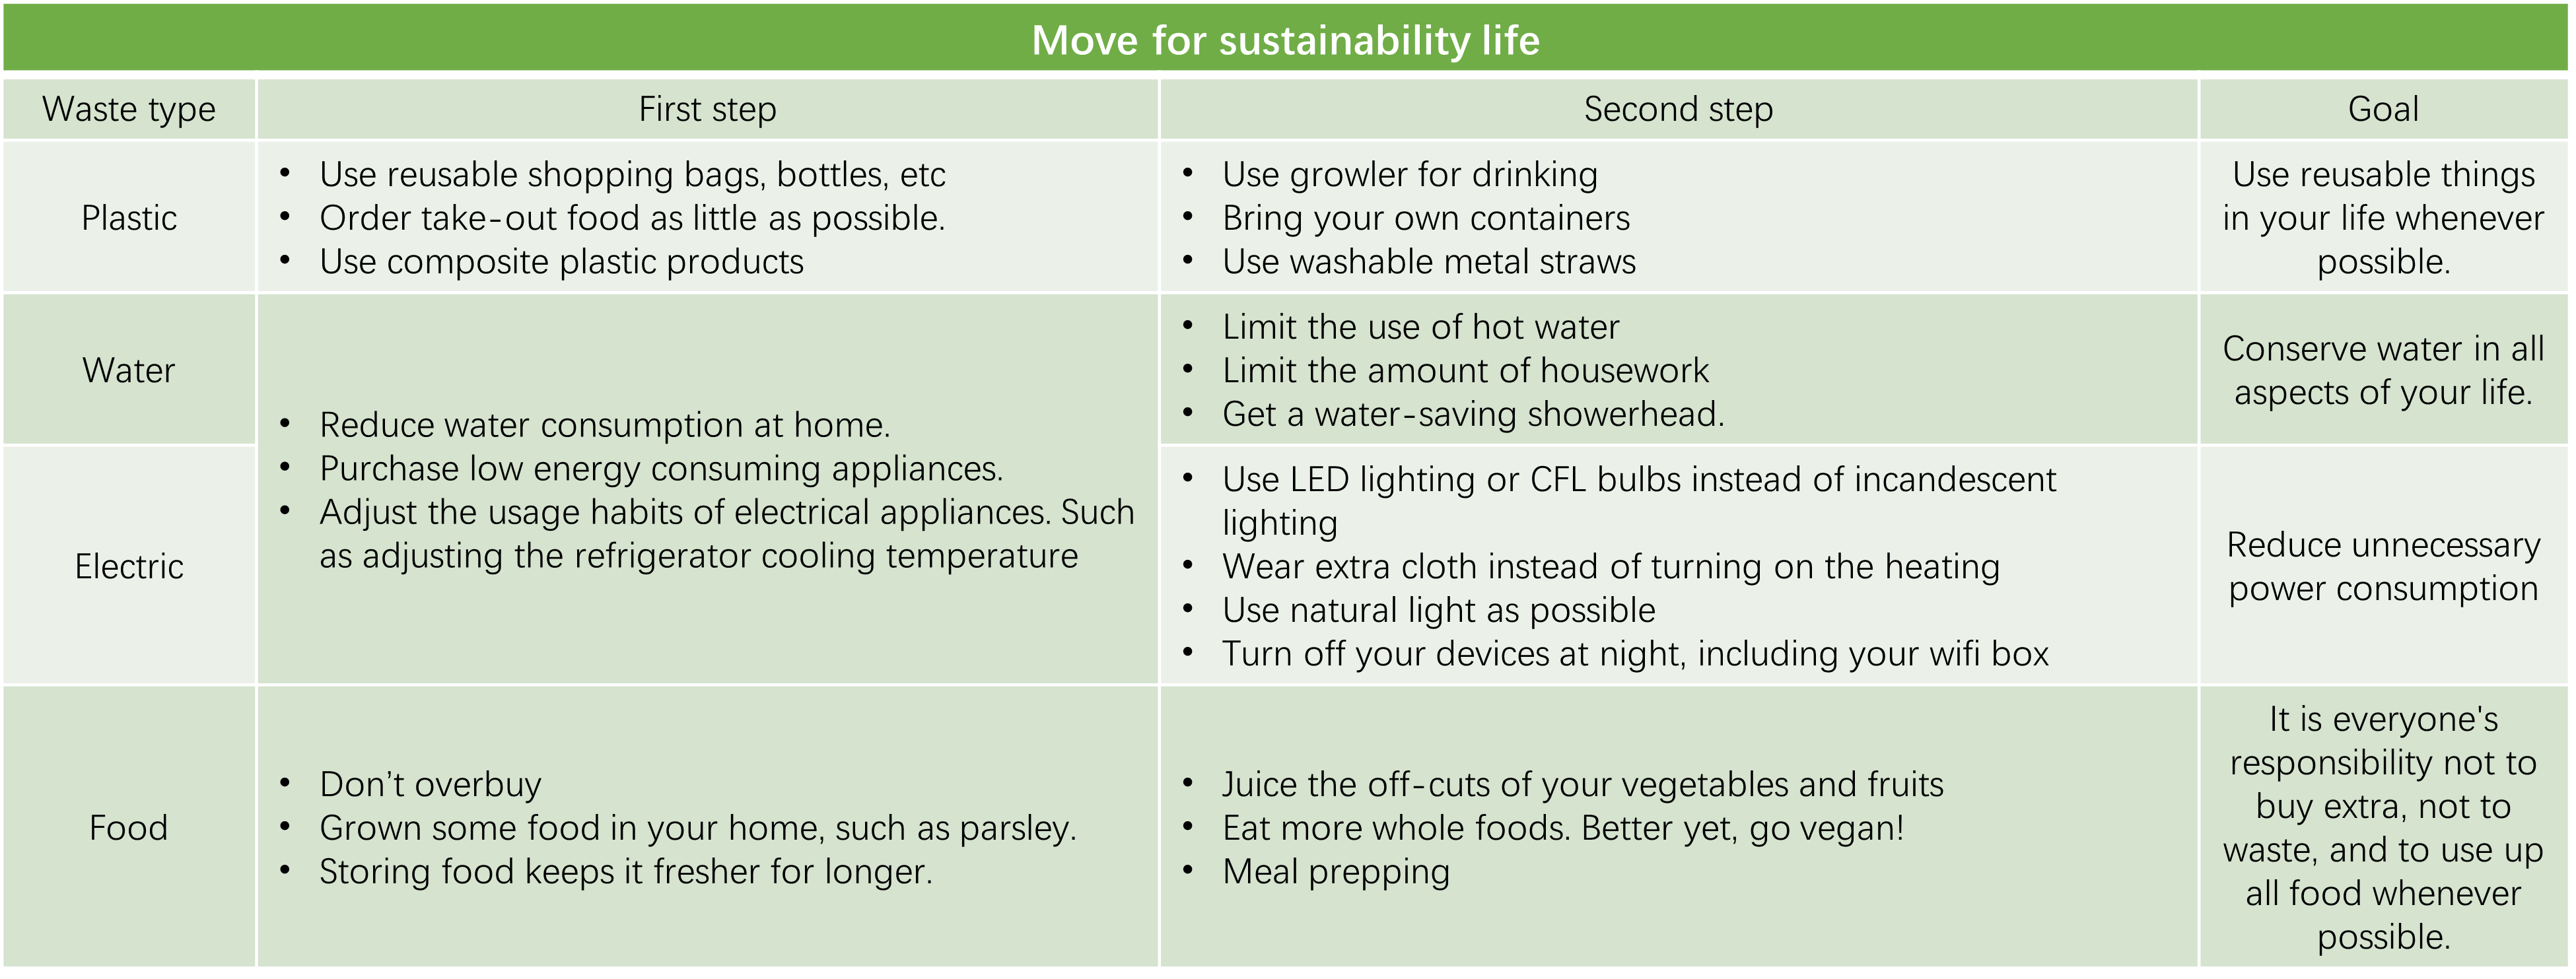 Move for sustainability life
Waste type
First step
Second step
Goal
Plastic
• Use reusable shopping bags, bottles, etc
• Order take-out food as little as possible.
• Use composite plastic products
• Use growler for drinking
• Bring your own containers
• Use washable metal straws
Use reusable things
in your life whenever
possible.
Water
• Reduce water consumption at home.
• Purchase low energy consuming appliances.
• Adjust the usage habits of electrical appliances. Such
as adjusting the refrigerator cooling temperature
• Limit the use of hot water
• Limit the amount of housework
• Get a water-saving showerhead.
Conserve water in all
aspects of your life.
Electric
• Use LED lighting or CFL bulbs instead of incandescent
lighting
• Wear extra cloth instead of turning on the heating
• Use natural light as possible
• Turn off your devices at night, including your wifi box
Reduce unnecessary
power consumption
Food
• Don’t overbuy
• Grown some food in your home, such as parsley.
• Storing food keeps it fresher for longer.
• Juice the off-cuts of your vegetables and fruits
• Eat more whole foods. Better yet, go vegan!
• Meal prepping
It is everyone's
responsibility not to
buy extra, not to
waste, and to use up
all food whenever
possible.